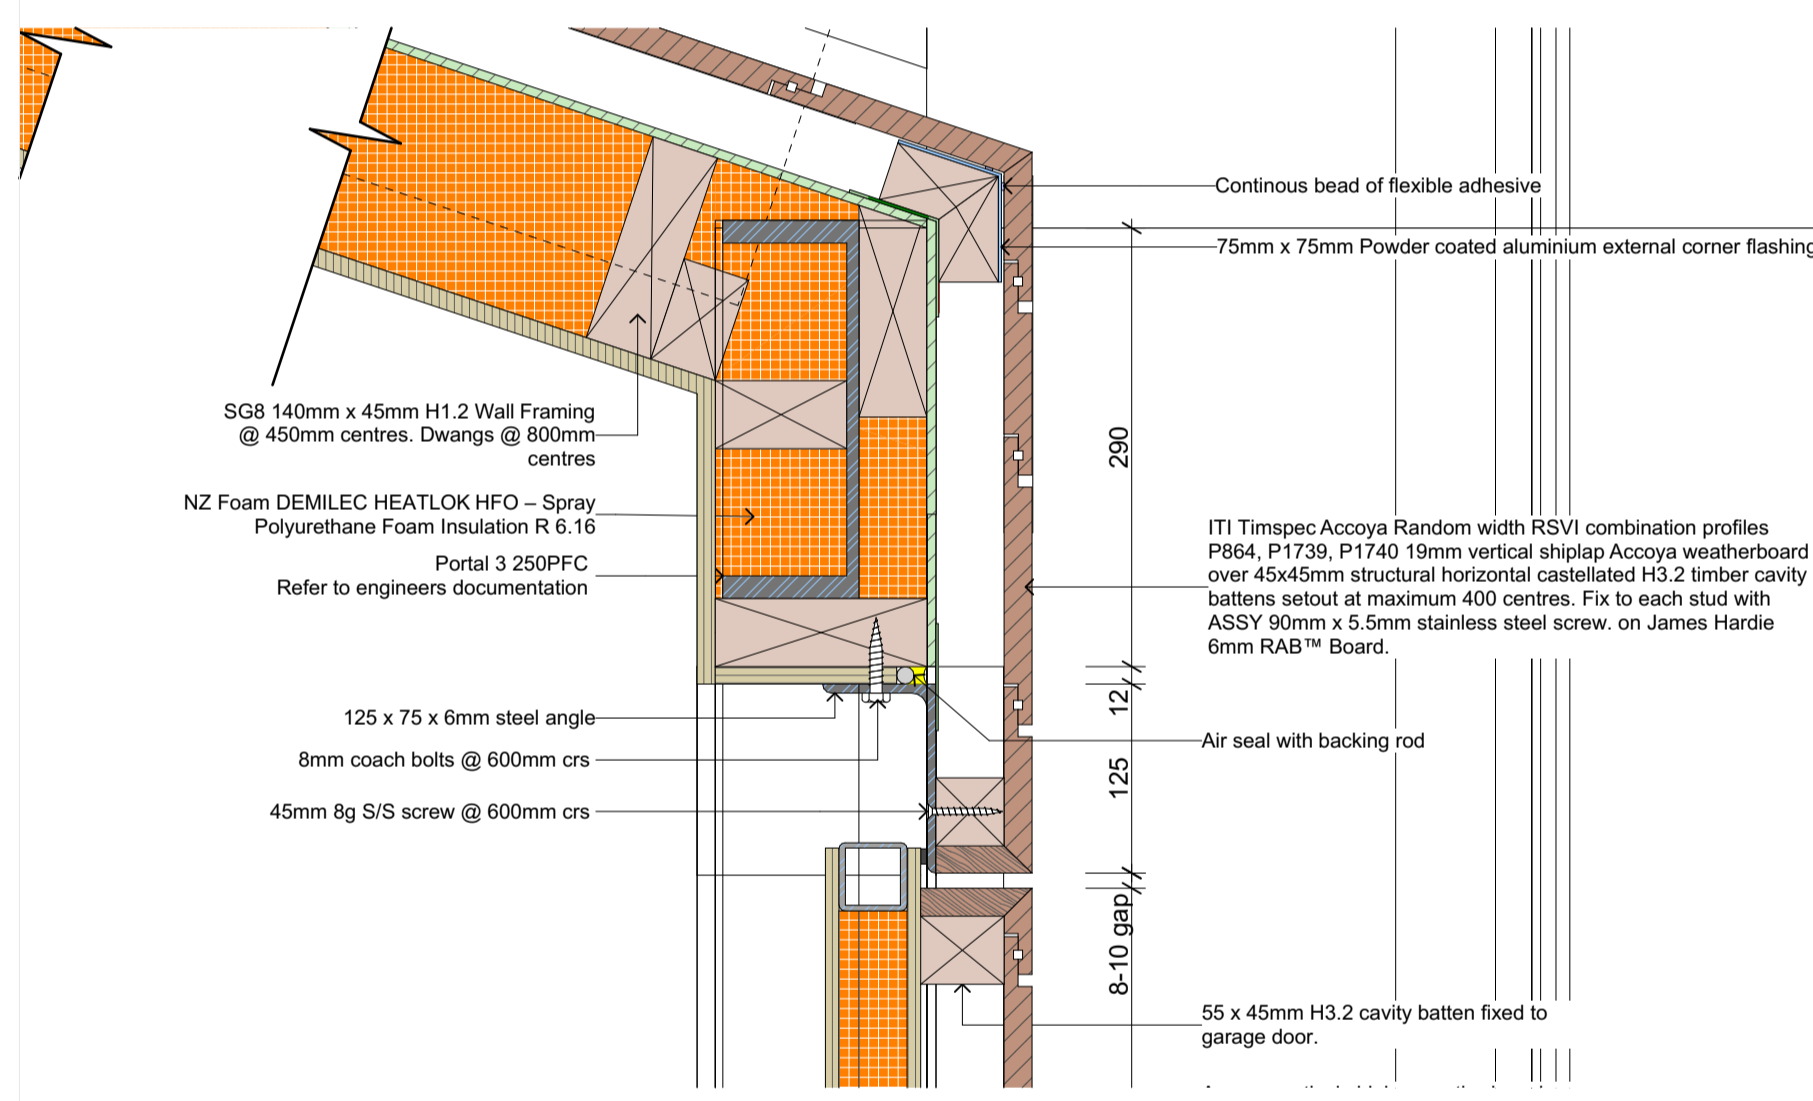 Continous bead of flexible adhesive
75mm x 75mm Powder coated aluminium external corner flashing
SG8 140mm x 45mm H1.2 Wall Framing
@ 450mm centres. Dwangs @ 800mm
centres
NZ Foam DEMILEC HEATLOK HFO – Spray
Polyurethane Foam Insulation R 6.16
Portal 3 250PFC
Refer to engineers documentation
125 x 75 x 6mm steel angle
8mm coach bolts @ 600mm crs
45mm 8g S/S screw @ 600mm crs
290
12
125
8-10 gap
ITI Timspec Accoya Random width RSVI combination profiles
P864, P1739, P1740 19mm vertical shiplap Accoya weatherboard
over 45x45mm structural horizontal castellated H3.2 timber cavity
battens setout at maximum 400 centres. Fix to each stud with
ASSY 90mm x 5.5mm stainless steel screw. on James Hardie
6mm RAB™ Board.
Air seal with backing rod
55 x 45mm H3.2 cavity batten fixed to
garage door.